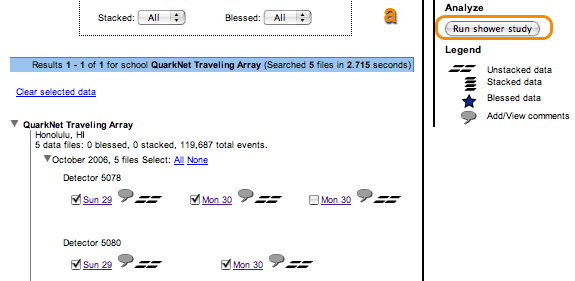 Stacked: All Blessed: All
a
Results 1 - 1 of 1 for school QuarkNet Traveling Array (Searched 5 files in 2.715 seconds)
Clear selected data
QuarkNet Traveling Array
Honolulu, HI
5 data files: 0 blessed, 0 stacked, 119,687 total events.
October 2006, 5 files Select: All None
Detector 5078
Sun 29 Mon 30 Mon 30
Detector 5080
Sun 29 Mon 30
Analyze
Run shower study
Legend
Unstacked data
Stacked data
Blessed data
Add/View comments